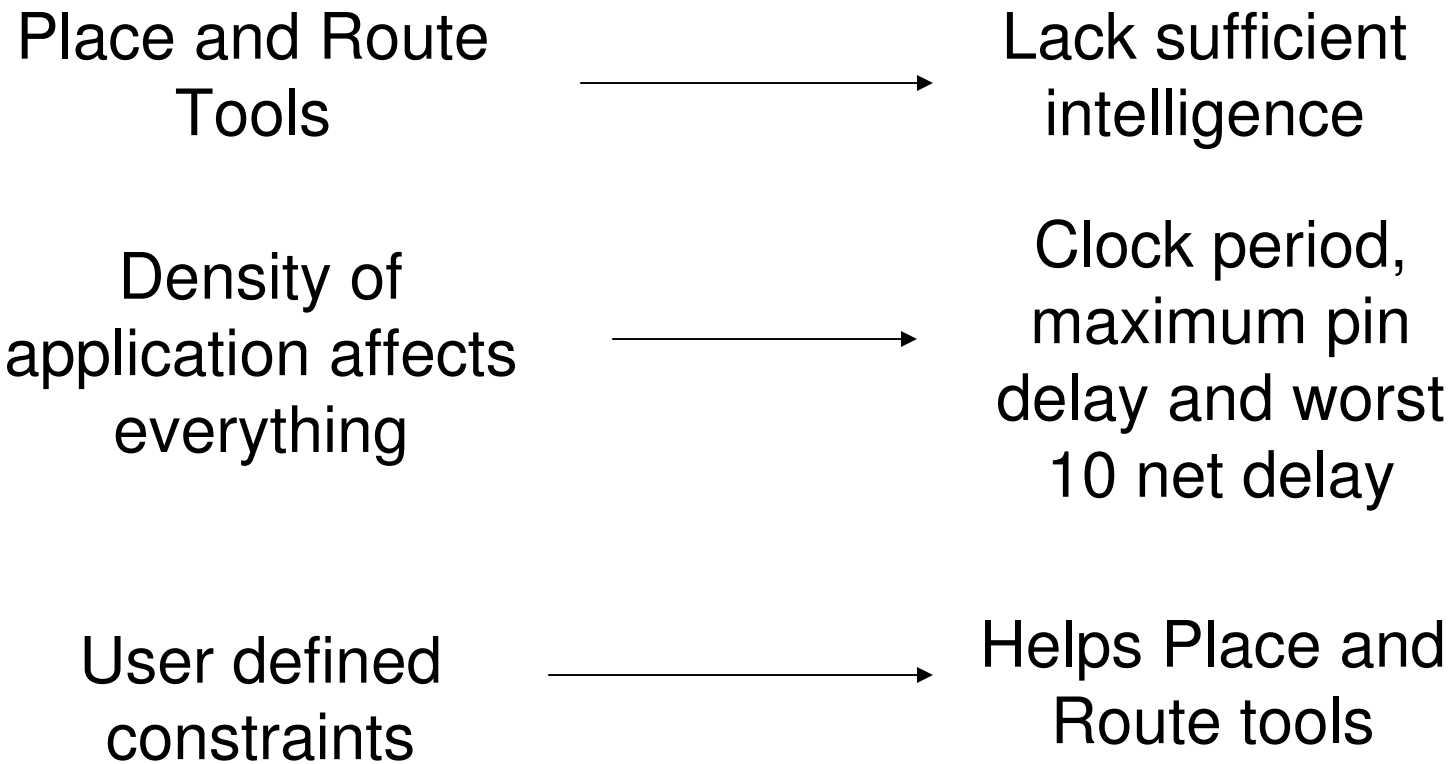 Place and Route
Tools
Lack sufficient
intelligence
Density of
application affects
everything
Clock period,
maximum pin
delay and worst
10 net delay
User defined
constraints
Helps Place and
Route tools